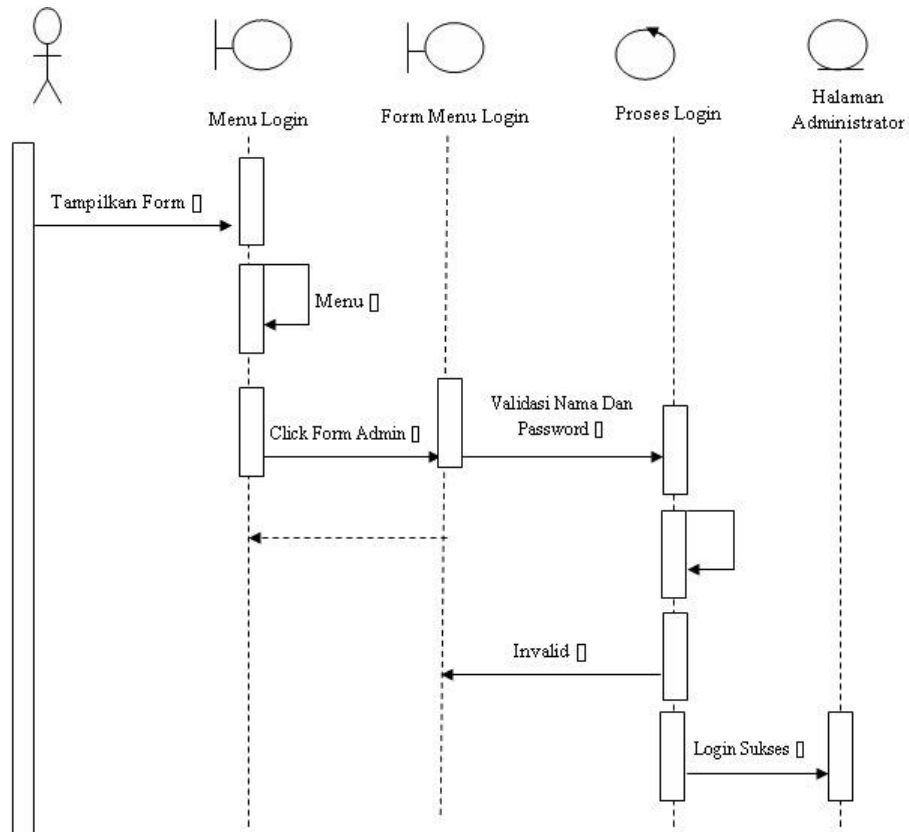 Menu Login
Form Menu Login
Proses Login
Halaman
Administrator
Tampilkan Form []
Menu []
Click Form Admin []
Validasi Nama Dan
Password []
Invalid []
Login Sukses []